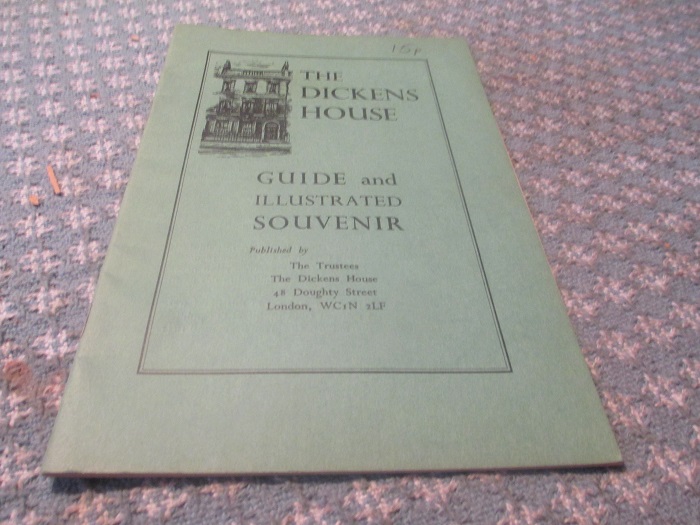 15p
THE
DICKENS
HOUSE
GUIDE and
ILLUSTRATED
SOUVENIR
Published by
The Trustees
The Dickens House
48 Doughty Street
London, WC1N 2LF